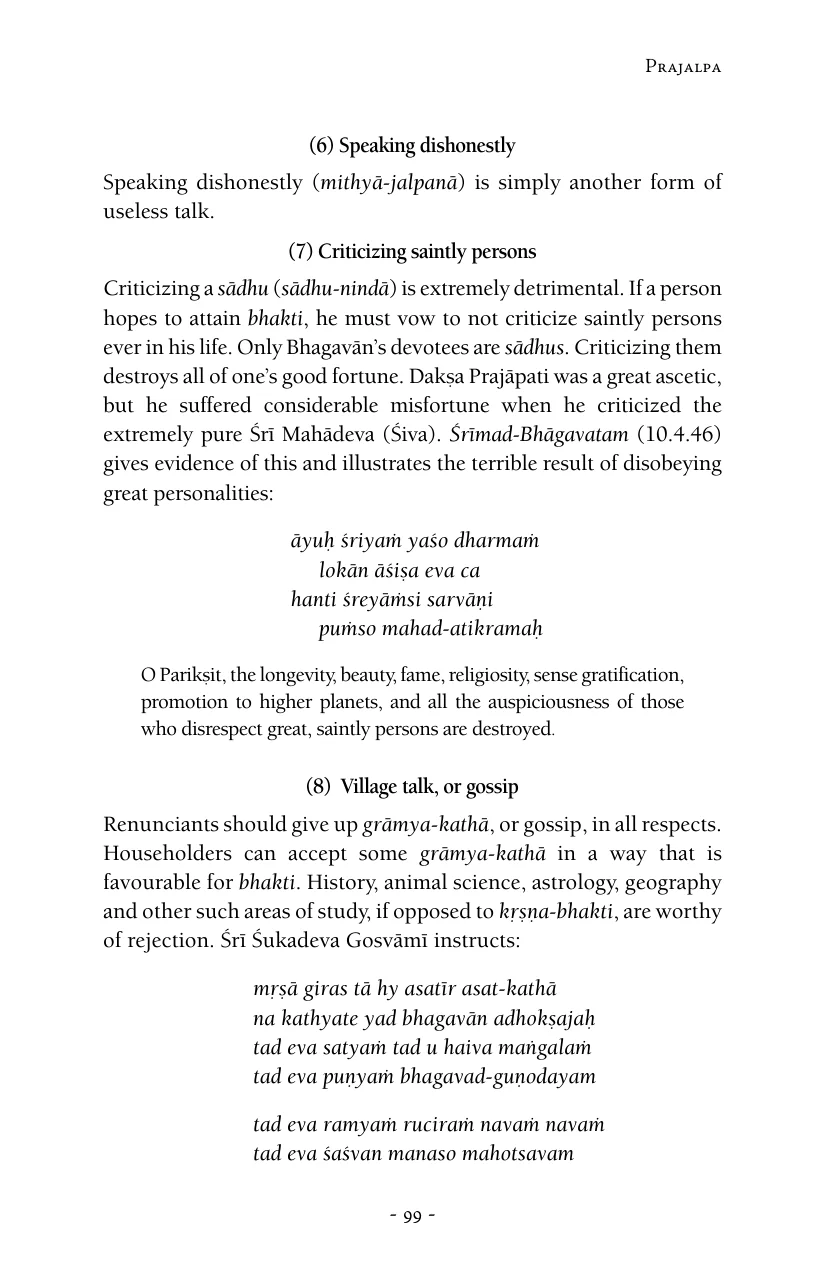 Prajalpa
(6) Speaking dishonestly
Speaking dishonestly (mithyā-jalpanā) is simply another form of
useless talk.
(7) Criticizing saintly persons
Criticizing a sādhu (sādhu-nindā) is extremely detrimental. If a person
hopes to attain bhakti, he must vow to not criticize saintly persons
ever in his life. Only Bhagavān’s devotees are sādhus. Criticizing them
destroys all of one’s good fortune. Dakṣa Prajāpati was a great ascetic,
but he suffered considerable misfortune when he criticized the
extremely pure Śrī Mahādeva (Śiva). Śrīmad-Bhāgavatam (10.4.46)
gives evidence of this and illustrates the terrible result of disobeying
great personalities:
āyuḥ śriyaṁ yaśo dharmaṁ
lokān āśiṣa eva ca
hanti śreyāṁsi sarvāṇi
puṁso mahad-atikramaḥ
O Parikṣit, the longevity, beauty, fame, religiosity, sense gratification,
promotion to higher planets, and all the auspiciousness of those
who disrespect great, saintly persons are destroyed.
(8) Village talk, or gossip
Renunciants should give up grāmya-kathā, or gossip, in all respects.
Householders can accept some grāmya-kathā in a way that is
favourable for bhakti. History, animal science, astrology, geography
and other such areas of study, if opposed to kṛṣṇa-bhakti, are worthy
of rejection. Śrī Śukadeva Gosvāmī instructs:
mṛṣā giras tā hy asatīr asat-kathā
na kathyate yad bhagavān adhokṣajaḥ
tad eva satyaṁ tad u haiva maṅgalaṁ
tad eva puṇyaṁ bhagavad-guṇodayam
tad eva ramyaṁ ruciraṁ navaṁ navaṁ
tad eva śaśvan manaso mahotsavam
- 99 -